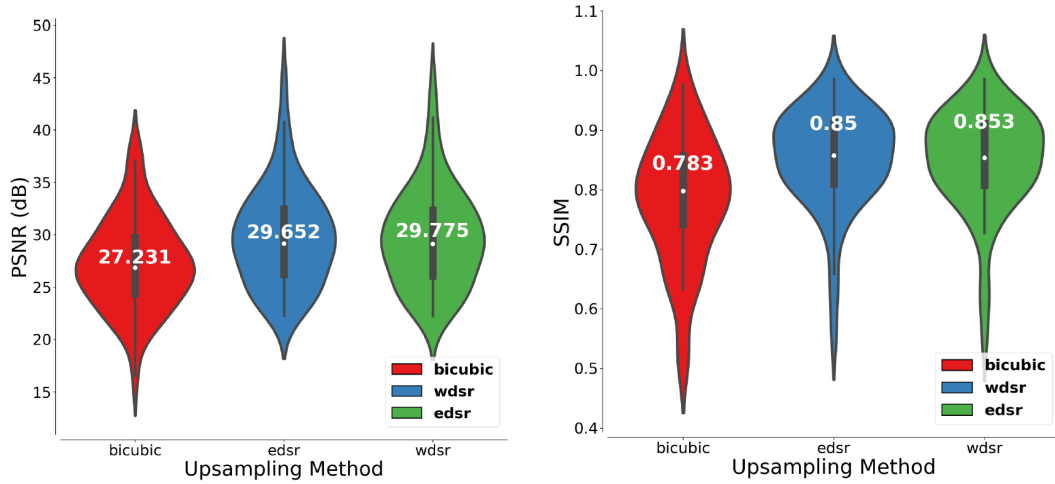 50
45
40
35
30
25
20
15
PSNR (dB)
27.231
29.652
29.775
bicubic
wdsr
edsr
bicubic
edsr
wdsr
Upsampling Method
1.1
1.0
0.9
0.8
0.7
0.6
0.5
0.4
SSIM
0.783
0.85
0.853
bicubic
wdsr
edsr
bicubic
edsr
wdsr
Upsampling Method